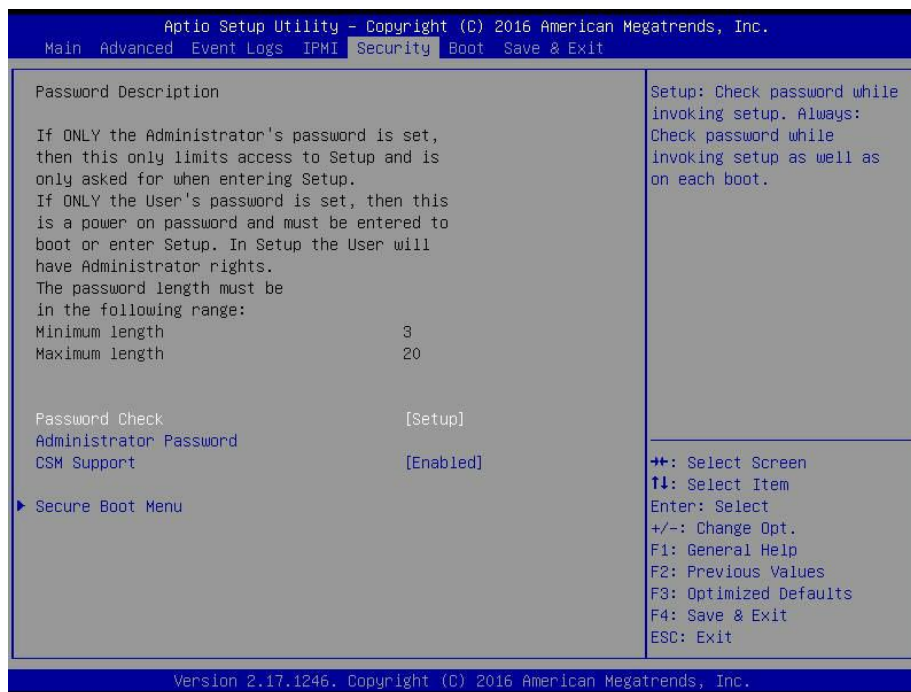 Aptio Setup Utility – Copyright (C) 2016 American Megatrends, Inc.
Main Advanced Event Logs IPMI Security Boot Save & Exit
Password Description
If ONLY the Administrator's password is set,
then this only limits access to Setup and is
only asked for when entering Setup.
If ONLY the User's password is set, then this
is a power on password and must be entered to
boot or enter Setup. In Setup the User will
have Administrator rights.
The password length must be
in the following range:
Minimum length 3
Maximum length 20
Password Check [Setup]
Administrator Password
CSM Support [Enabled]
Secure Boot Menu
Setup: Check password while
invoking setup. Always:
Check password while
invoking setup as well as
on each boot.
→←: Select Screen
↑↓: Select Item
Enter: Select
+/-: Change Opt.
F1: General Help
F2: Previous Values
F3: Optimized Defaults
F4: Save & Exit
ESC: Exit
Version 2.17.1246. Copyright (C) 2016 American Megatrends, Inc.